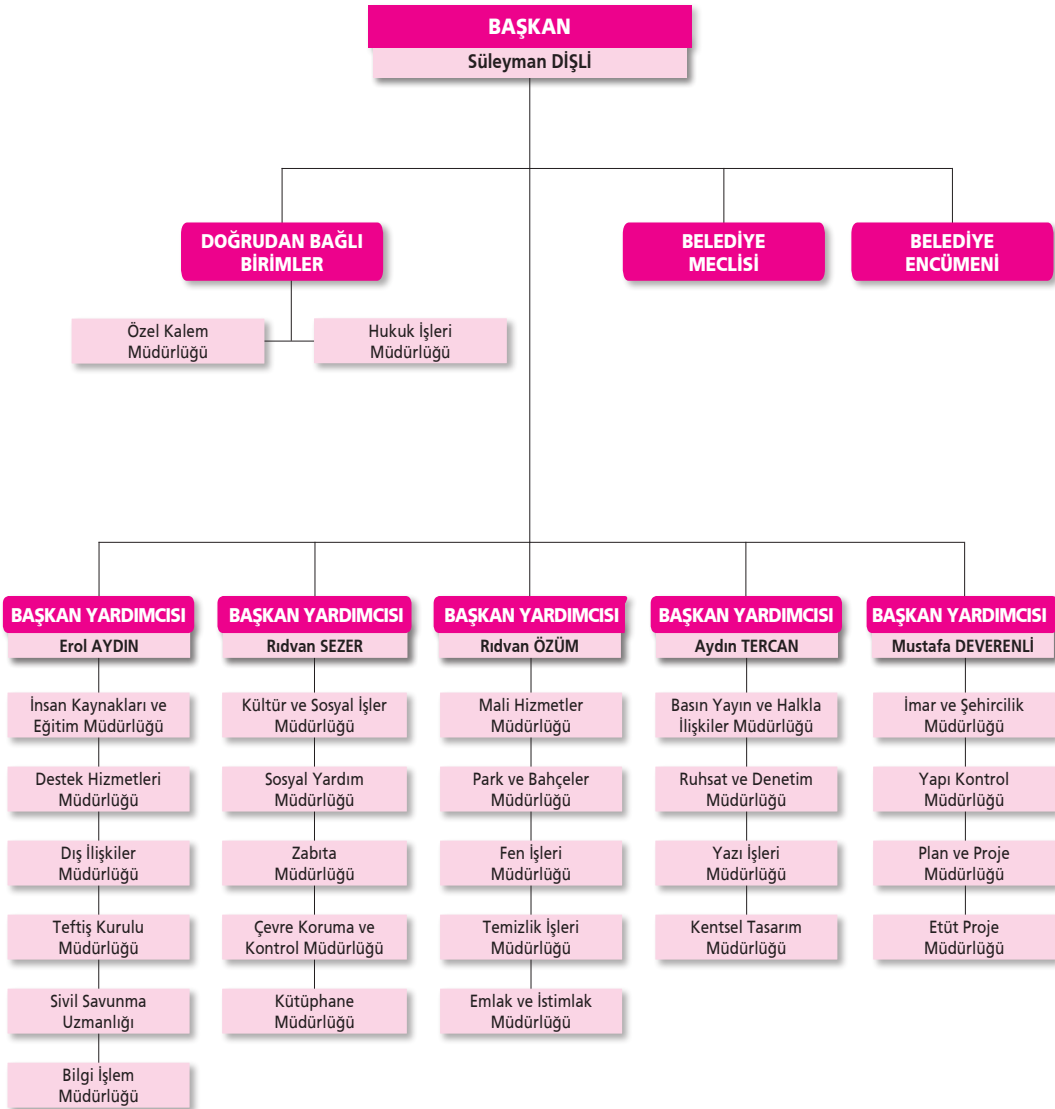 BAŞKAN
Süleyman DİŞLİ
DOĞRUDAN BAĞLI
BİRİMLER
BELEDİYE
MECLİSİ
BELEDİYE
ENCÜMENİ
Özel Kalem
Müdürlüğü
Hukuk İşleri
Müdürlüğü
BAŞKAN YARDIMCISI
Erol AYDIN
İnsan Kaynakları ve
Eğitim Müdürlüğü
Destek Hizmetleri
Müdürlüğü
Dış İlişkiler
Müdürlüğü
Teftiş Kurulu
Müdürlüğü
Sivil Savunma
Uzmanlığı
Bilgi İşlem
Müdürlüğü
BAŞKAN YARDIMCISI
Rıdvan SEZER
Kültür ve Sosyal İşler
Müdürlüğü
Sosyal Yardım
Müdürlüğü
Zabıta
Müdürlüğü
Çevre Koruma ve
Kontrol Müdürlüğü
Kütüphane
Müdürlüğü
BAŞKAN YARDIMCISI
Rıdvan ÖZÜM
Mali Hizmetler
Müdürlüğü
Park ve Bahçeler
Müdürlüğü
Fen İşleri
Müdürlüğü
Temizlik İşleri
Müdürlüğü
Emlak ve İstimlak
Müdürlüğü
BAŞKAN YARDIMCISI
Aydın TERCAN
Basın Yayın ve Halkla
İlişkiler Müdürlüğü
Ruhsat ve Denetim
Müdürlüğü
Yazı İşleri
Müdürlüğü
Kentsel Tasarım
Müdürlüğü
BAŞKAN YARDIMCISI
Mustafa DEVERENLİ
İmar ve Şehircilik
Müdürlüğü
Yapı Kontrol
Müdürlüğü
Plan ve Proje
Müdürlüğü
Etüt Proje
Müdürlüğü